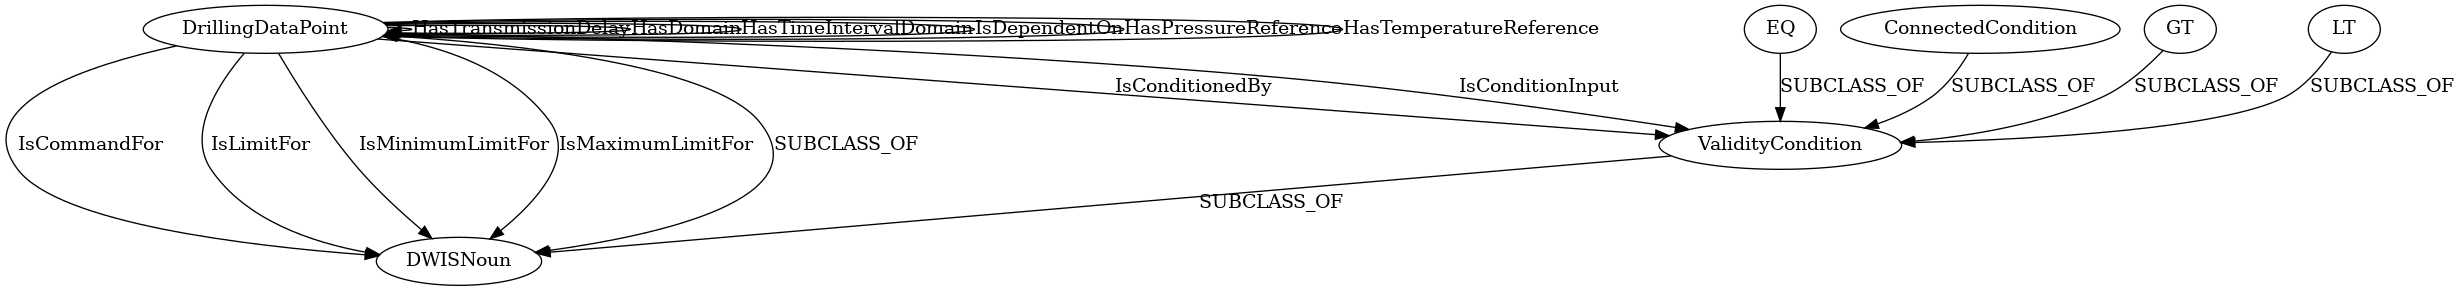 DrillingDataPoint
HasTransmissionDelay
HasDomain
HasTimeIntervalDomain
IsDependentOn
HasPressureReference
HasTemperatureReference
EQ
ConnectedCondition
GT
LT
IsConditionedBy
IsConditionInput
SUBCLASS_OF
SUBCLASS_OF
SUBCLASS_OF
SUBCLASS_OF
IsCommandFor
IsLimitFor
IsMinimumLimitFor
IsMaximumLimitFor
SUBCLASS_OF
ValidityCondition
SUBCLASS_OF
DWISNoun